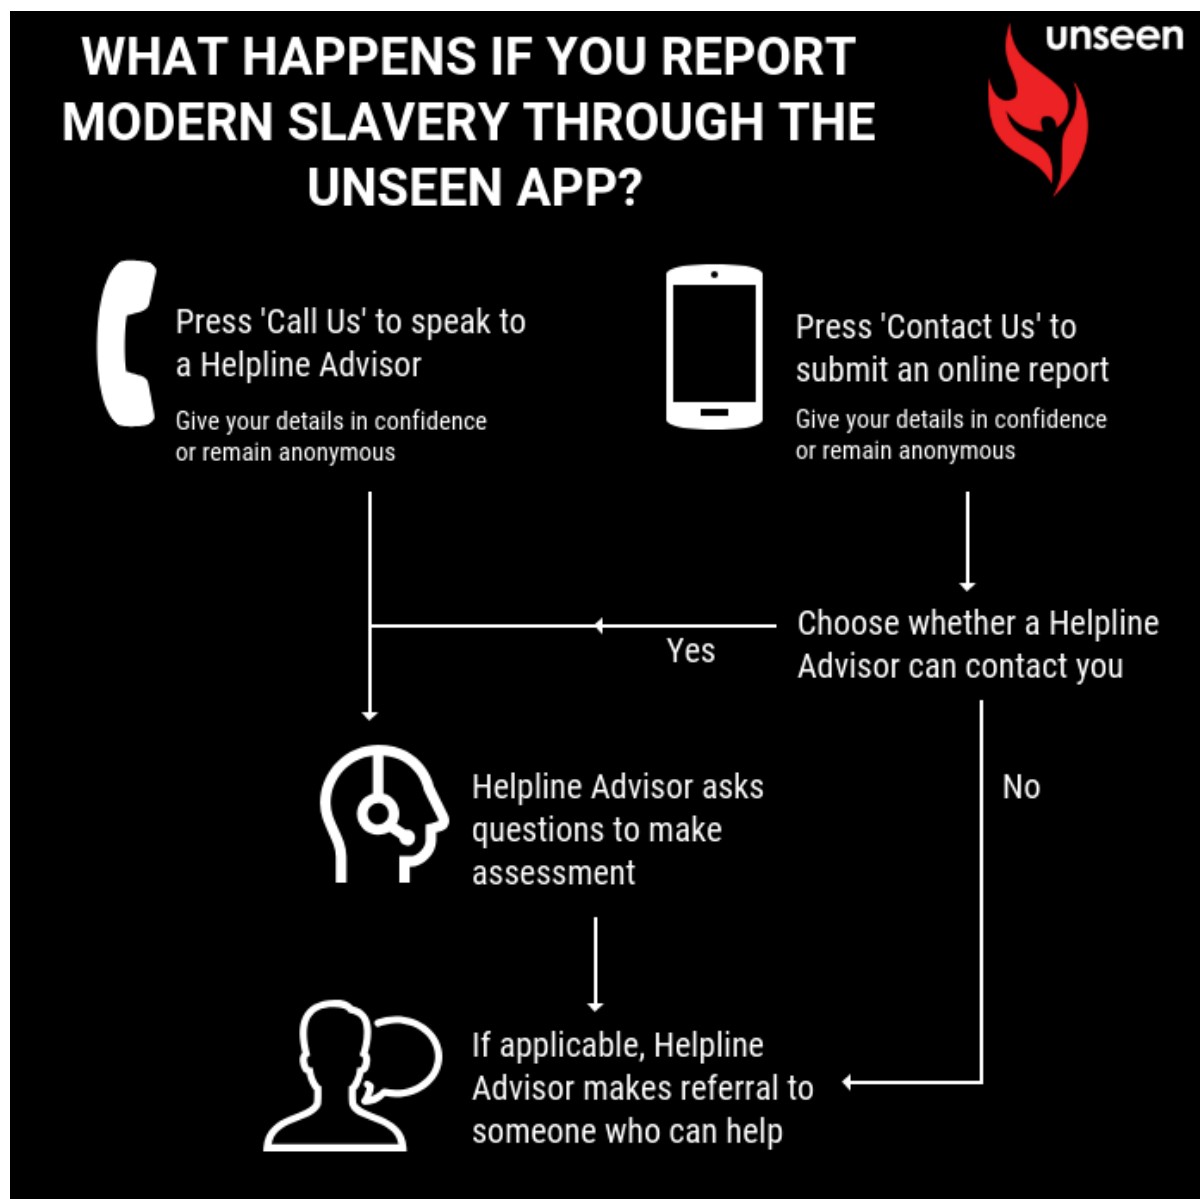 WHAT HAPPENS IF YOU REPORT
MODERN SLAVERY THROUGH THE
UNSEEN APP?
unseen
Press 'Call Us' to speak to
a Helpline Advisor
Give your details in confidence
or remain anonymous
Press 'Contact Us' to
submit an online report
Give your details in confidence
or remain anonymous
Choose whether a Helpline
Advisor can contact you
Yes
No
Helpline Advisor asks
questions to make
assessment
If applicable, Helpline
Advisor makes referral to
someone who can help